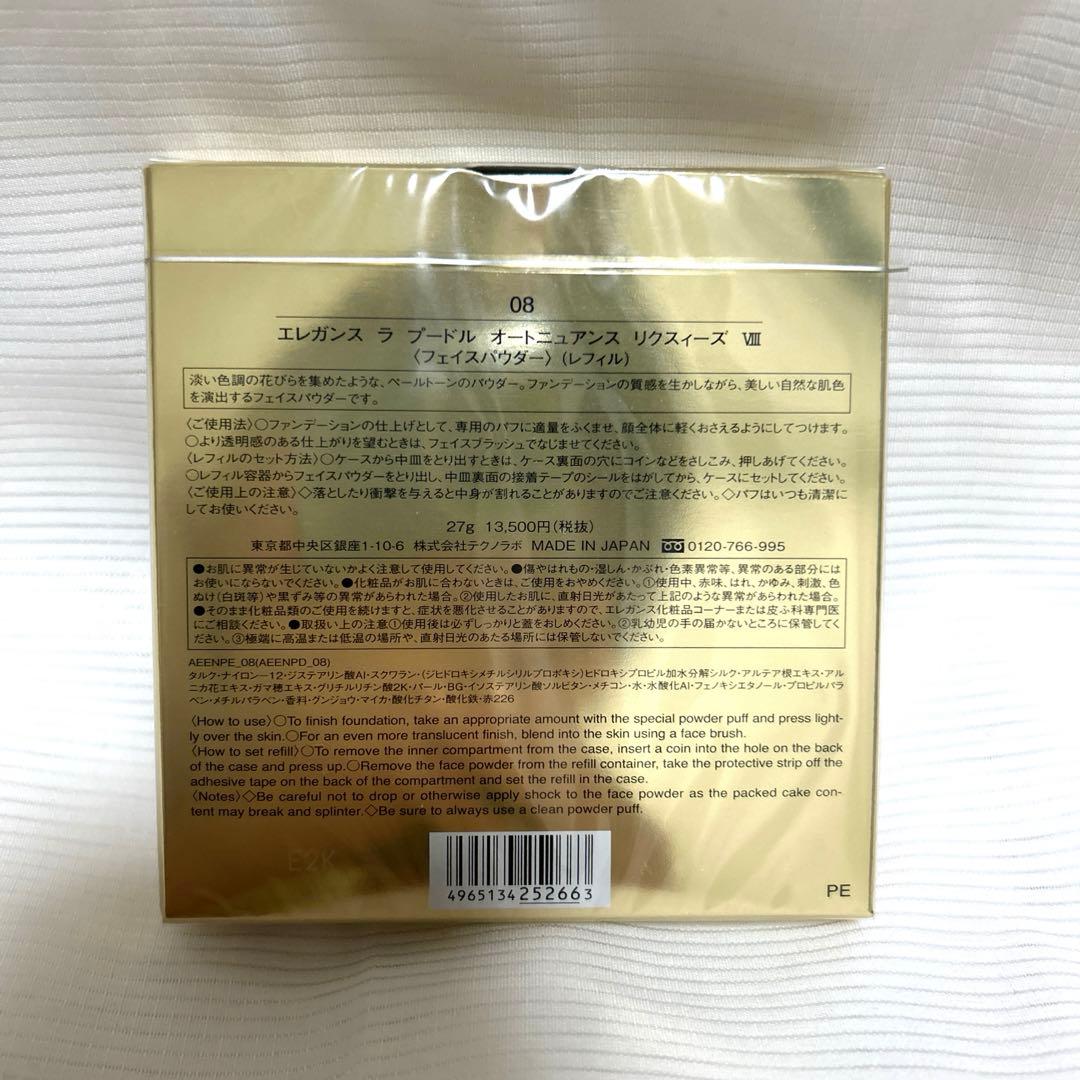 08
エレガンス ラ プードル オートニュアンス リクスィーズ Ⅷ
〈フェイスパウダー〉(レフィル)
淡い色調の花びらを集めたような、ペールトーンのパウダー。ファンデーションの質感を生かしながら、美しい自然な肌色
を演出するフェイスパウダーです。
〈ご使用法〉○ファンデーションの仕上げとして、専用のパフに適量をふくませ、顔全体に軽くおさえるようにしてつけます。
○より透明感のある仕上がりを望むときは、フェイスブラッシュでなじませてください。
〈レフィルのセット方法〉○ケースから中皿をとり出すときは、ケース裏面の穴にコインなどをさしこみ、押しあげてください。
○レフィル容器からフェイスパウダーをとり出し、中皿裏面の接着テープのシールをはがしてから、ケースにセットしてください。
〈ご使用上の注意〉◇落としたり衝撃を与えると中身が割れることがありますのでご注意ください。◇パフはいつも清潔に
してお使いください。
27g 13,500円(税抜)
東京都中央区銀座1-10-6 株式会社テクノラボ MADE IN JAPAN 0120-766-995
●お肌に異常が生じていないかよく注意して使用してください。●傷やはれもの・湿しん・かぶれ・色素異常等、異常のある部分には
お使いにならないでください。●化粧品がお肌に合わないときは、ご使用をおやめください。①使用中、赤味、はれ、かゆみ、刺激、色
ぬけ(白斑等)や黒ずみ等の異常があらわれた場合。②使用したお肌に、直射日光があたって上記のような異常があらわれた場合。
●そのまま化粧品類のご使用を続けますと、症状を悪化させることがありますので、エレガンス化粧品コーナーまたは皮ふ科専門医
にご相談ください。●取扱い上の注意①使用後は必ずしっかりと蓋をおしめください。②乳幼児の手の届かないところに保管してく
ださい。③極端に高温または低温の場所や、直射日光のあたる場所には保管しないでください。
AEENPE_08(AEENPD_08)
タルク・ナイロン-12・ジステアリン酸Al・スクワラン・(ジヒドロキシメチルシリルプロポキシ)ヒドロキシプロピル加水分解シルク・アルテア根エキス・アル
ニカ花エキス・ガマ穂エキス・グリチルリチン酸2K・パール・BG・イソステアリン酸ソルビタン・メチコン・水・水酸化Al・フェノキシエタノール・プロピルパラ
ベン・メチルパラベン・香料・グンジョウ・マイカ・酸化チタン・酸化鉄・赤226
〈How to use〉○To finish foundation, take an appropriate amount with the special powder puff and press light-
ly over the skin.○For an even more translucent finish, blend into the skin using a face brush.
〈How to set refill〉○To remove the inner compartment from the case, insert a coin into the hole on the back
of the case and press up.○Remove the face powder from the refill container, take the protective strip off the
adhesive tape on the back of the compartment and set the refill in the case.
〈Notes〉◇Be careful not to drop or otherwise apply shock to the face powder as the packed cake con-
tent may break and splinter.◇Be sure to always use a clean powder puff.
E2K
4965134252663
PE